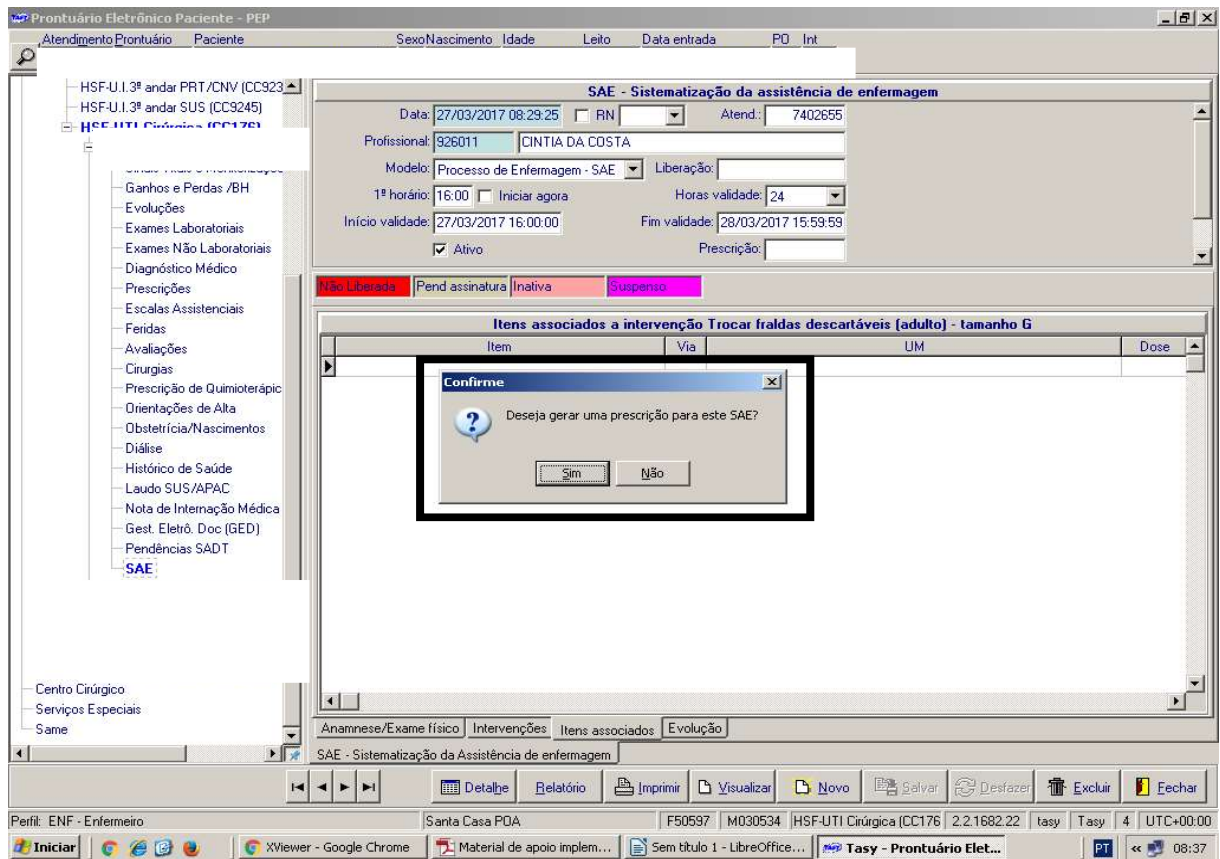 Prontuário Eletrônico Paciente - PEP
Atendimento Prontuário Paciente Sexo Nascimento Idade Leito Data entrada PO Int
HSF-U.I.3º andar PRT/CNV (CC923
HSF-U.I.3º andar SUS (CC9245)
HSF-UTI Cirúrgica (CC176)
Ganhos e Perdas /BH
Evoluções
Exames Laboratoriais
Exames Não Laboratoriais
Diagnóstico Médico
Prescrições
Escalas Assistenciais
Feridas
Avaliações
Cirurgias
Prescrição de Quimioterápic
Orientações de Alta
Obstetrícia/Nascimentos
Diálise
Histórico de Saúde
Laudo SUS/APAC
Nota de Internação Médica
Gest. Eletrô. Doc (GED)
Pendências SADT
SAE
Centro Cirúrgico
Serviços Especiais
Same
SAE - Sistematização da assistência de enfermagem
Data: 27/03/2017 08:29:25 RN Atend.: 7402655
Profissional: 926011 CINTIA DA COSTA
Modelo: Processo de Enfermagem - SAE Liberação:
1º horário: 16:00 Iniciar agora Horas validade: 24
Início validade: 27/03/2017 16:00:00 Fim validade: 28/03/2017 15:59:59
Ativo Prescrição:
Não Liberada Pend assinatura Inativa Suspenso
Itens associados a intervenção Trocar fraldas descartáveis (adulto) - tamanho G
Item Via UM Dose
Confirme
Deseja gerar uma prescrição para este SAE?
Sim Não
Anamnese/Exame físico Intervenções Itens associados Evolução
SAE - Sistematização da Assistência de enfermagem
Detalhe Relatório Imprimir Visualizar Novo Salvar Desfazer Excluir Fechar
Perfil: ENF - Enfermeiro Santa Casa POA F50597 M030534 HSF-UTI Cirúrgica (CC176 2.2.1682.22 tasy Tasy 4 UTC+00:00
Iniciar XViewer - Google Chrome Material de apoio implem... Sem título 1 - LibreOffice... Tasy - Prontuário Elet... PT « 08:37